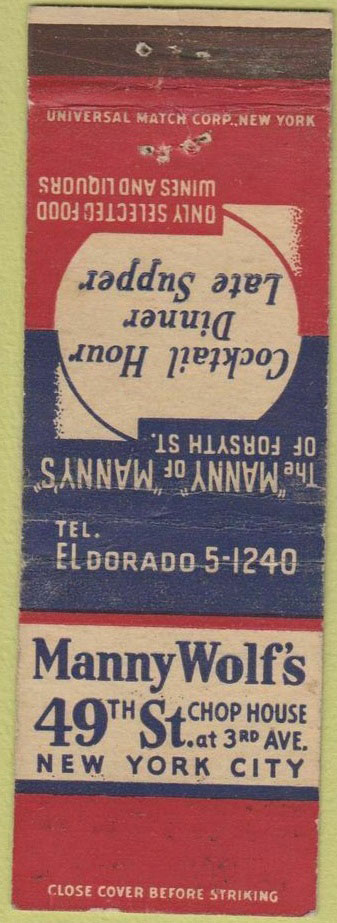 UNIVERSAL MATCH CORP., NEW YORK
The "MANNY" OF "MANNY'S"
OF FORSYTH ST.
Cocktail Hour
Dinner
Late Supper
ONLY SELECTED FOOD
WINES AND LIQUORS
TEL.
ELDORADO 5-1240
Manny Wolf's
49TH St. CHOP HOUSE
at 3RD AVE.
NEW YORK CITY
CLOSE COVER BEFORE STRIKING